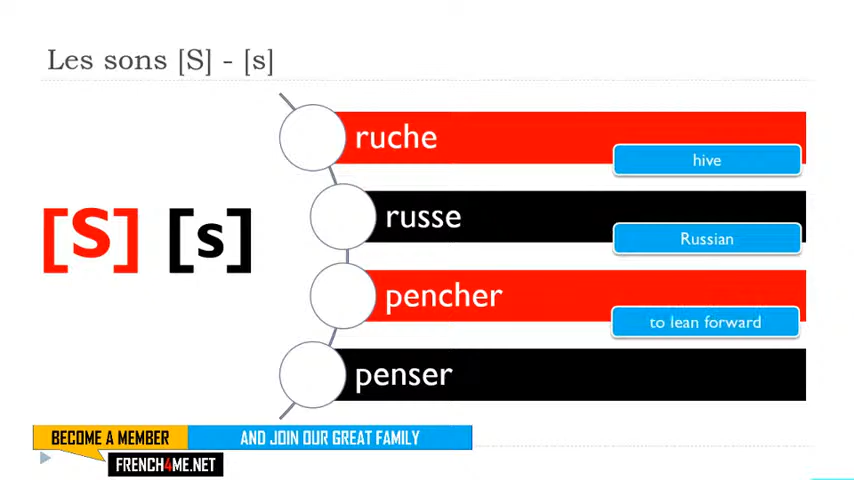 Les sons [S] - [s]
[S] [s]
ruche
hive
russe
Russian
pencher
to lean forward
penser
BECOME A MEMBER
AND JOIN OUR GREAT FAMILY
FRENCH4ME.NET